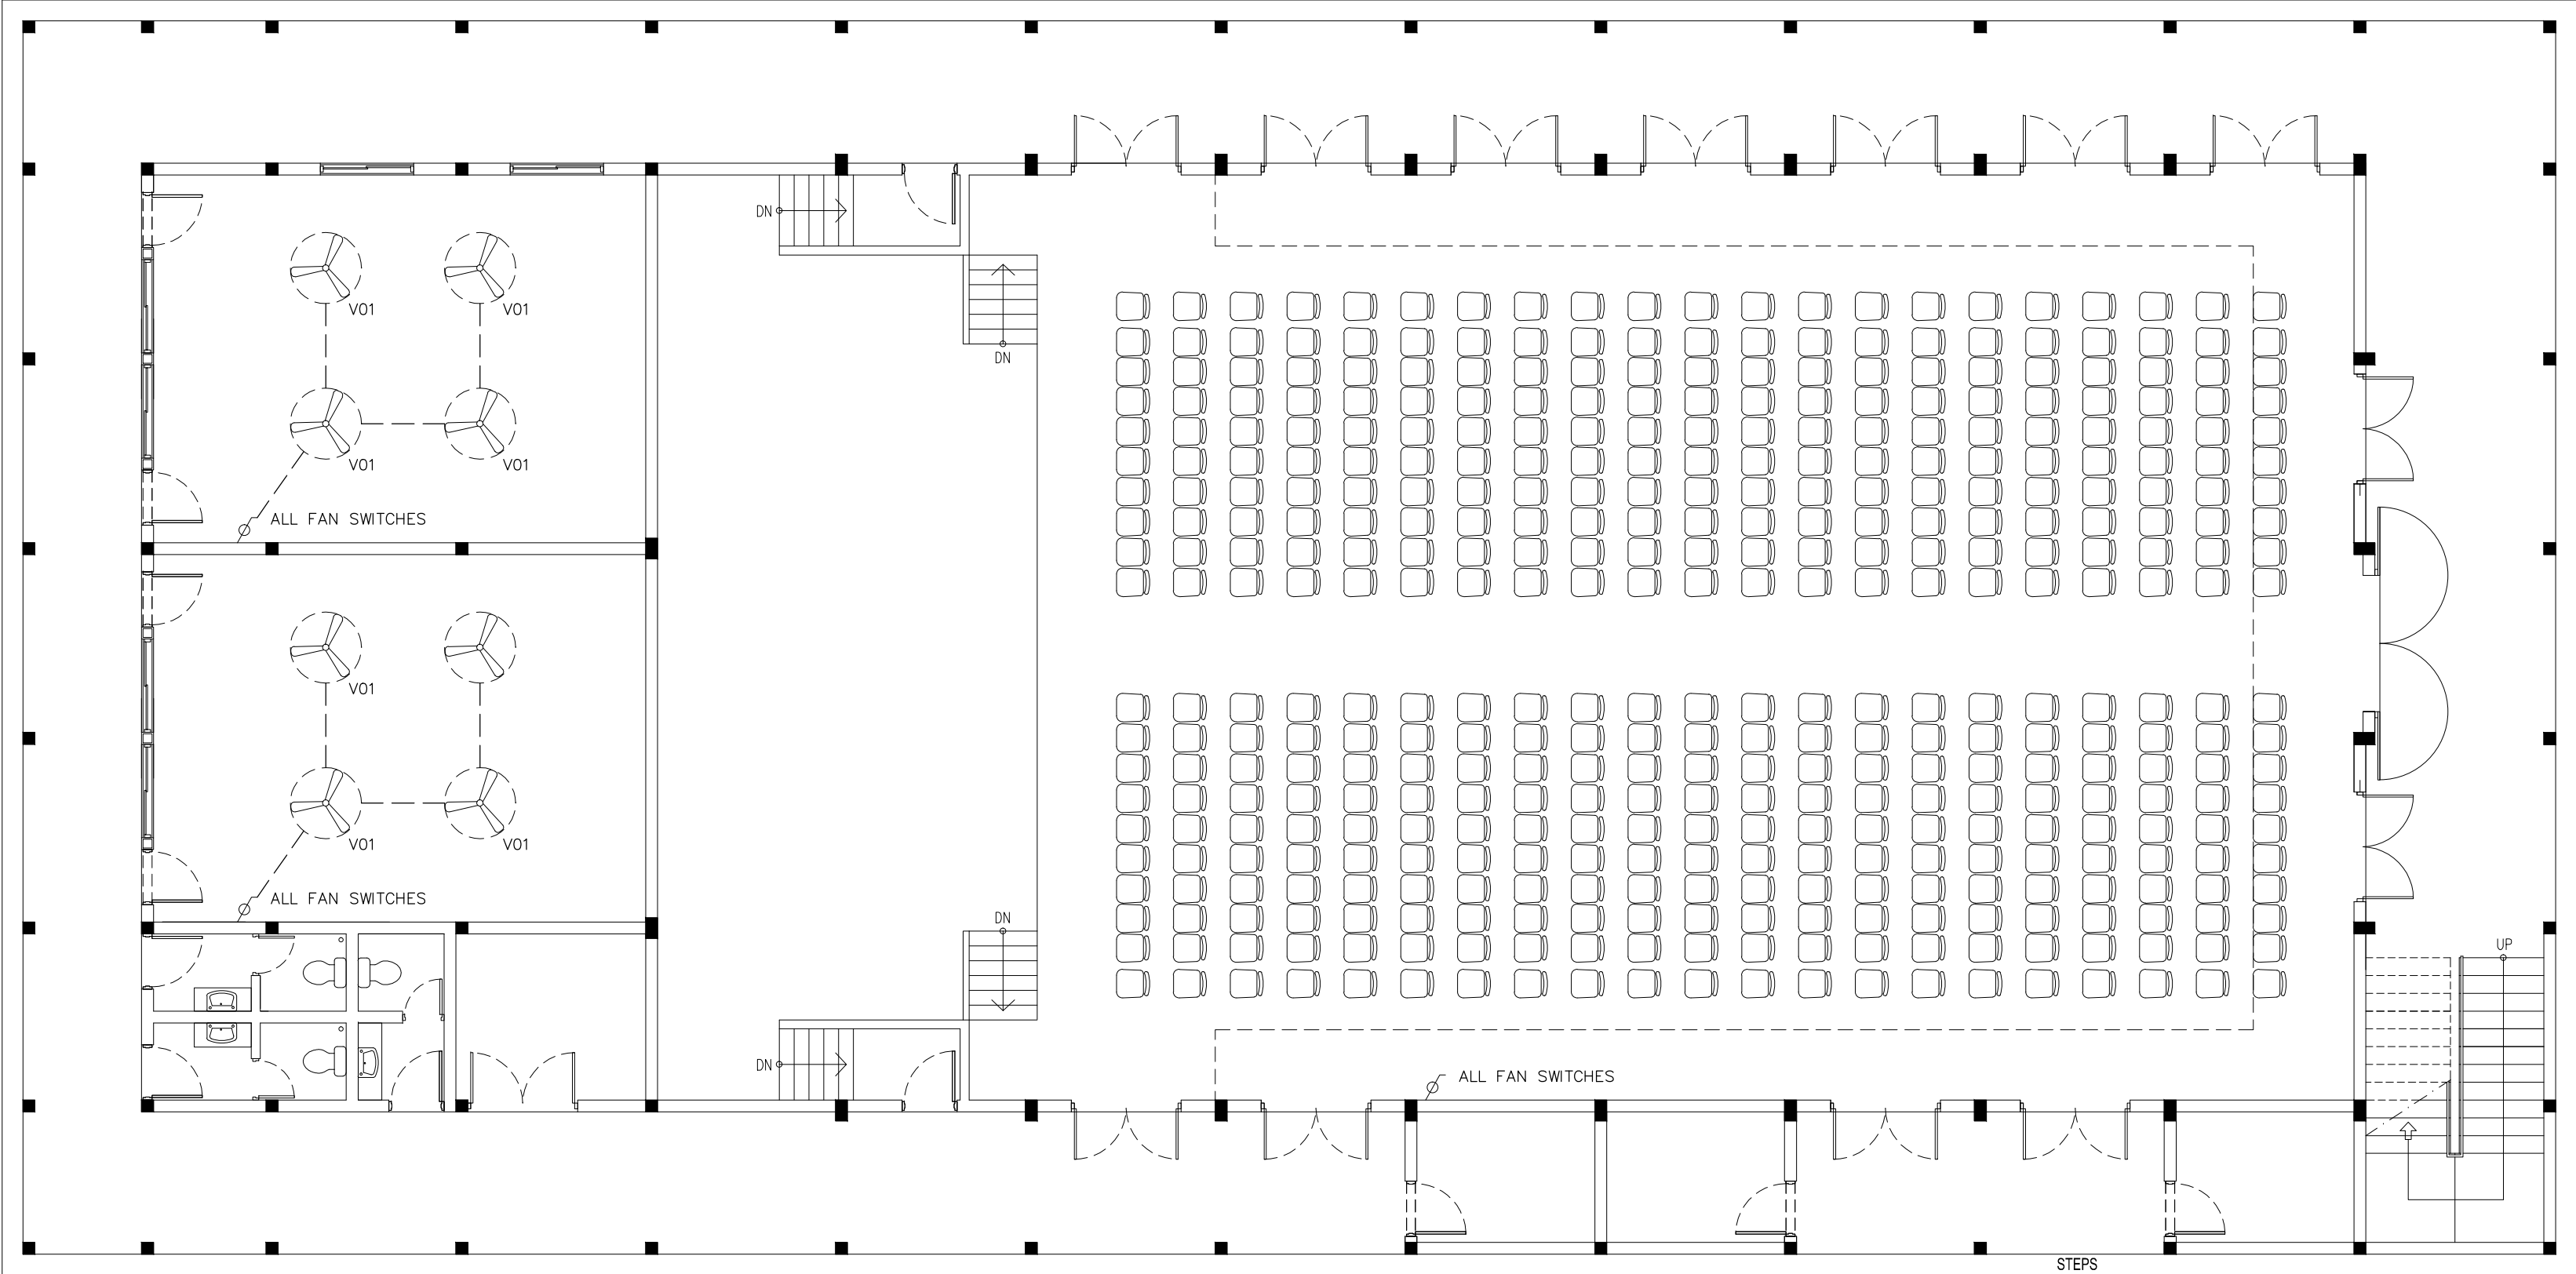 DN
V01
V01
DN
V01
V01
ALL FAN SWITCHES
V01
V01
V01
ALL FAN SWITCHES
DN
UP
DN
ALL FAN SWITCHES
STEPS